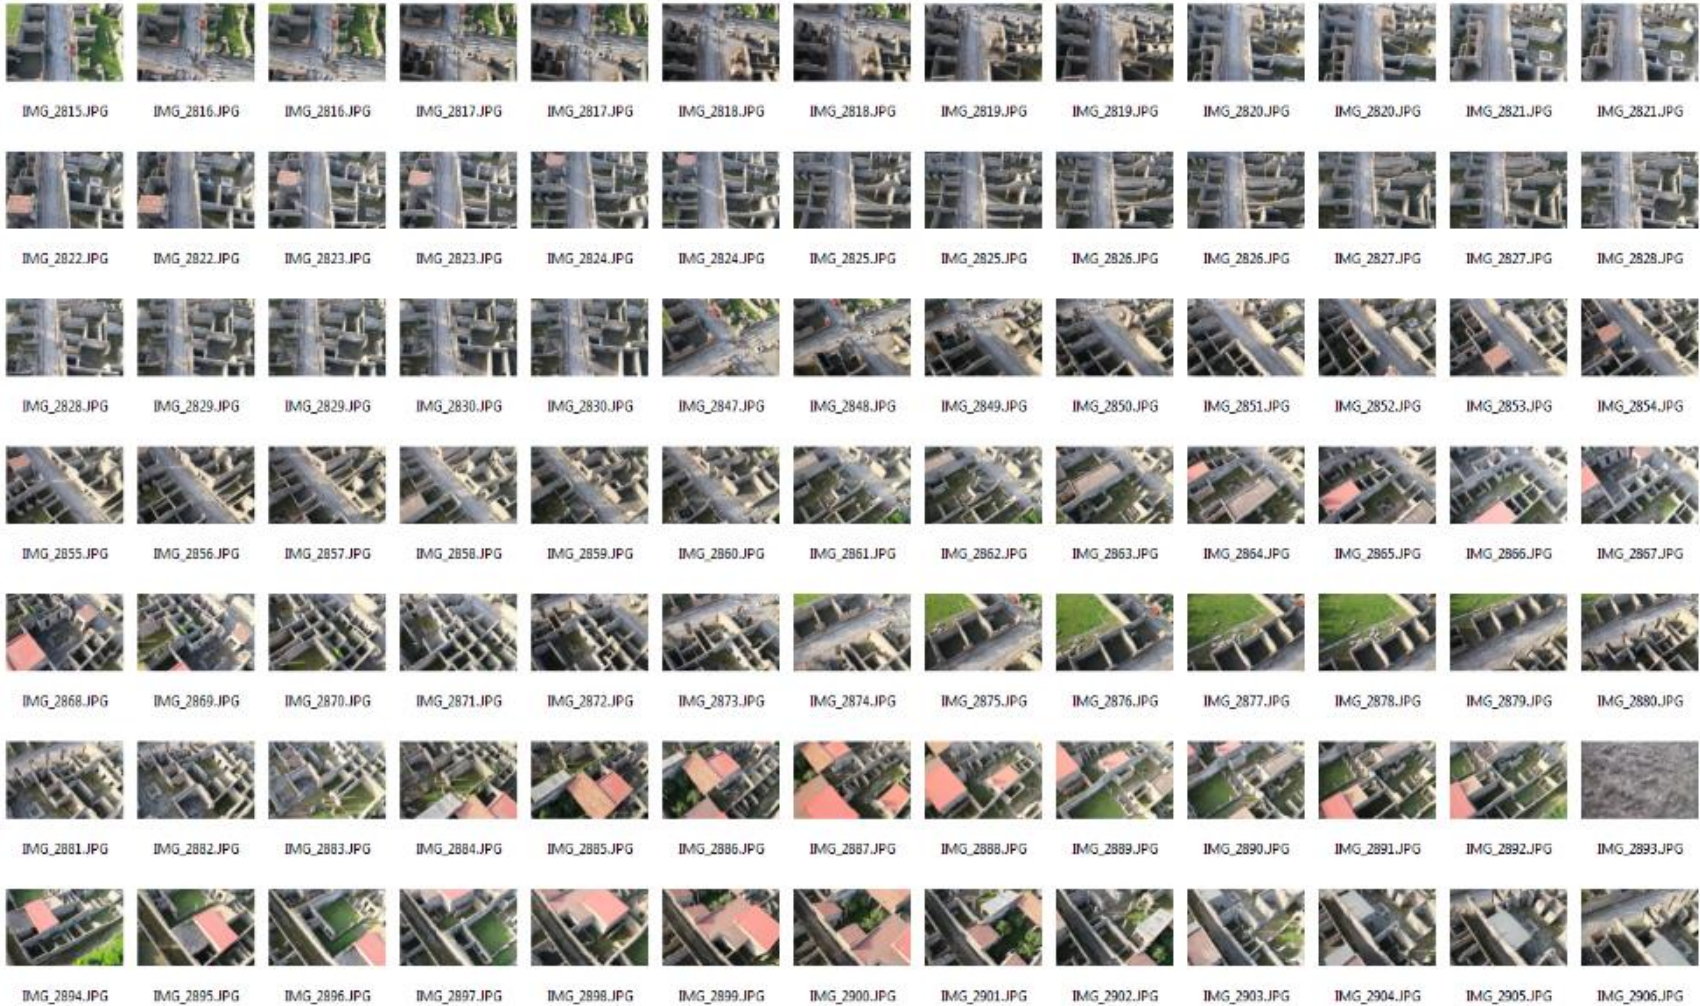 IMG_2815.JPG IMG_2816.JPG IMG_2816.JPG IMG_2817.JPG IMG_2817.JPG IMG_2818.JPG IMG_2818.JPG IMG_2819.JPG IMG_2819.JPG IMG_2820.JPG IMG_2820.JPG IMG_2821.JPG IMG_2821.JPG
IMG_2822.JPG IMG_2822.JPG IMG_2823.JPG IMG_2823.JPG IMG_2824.JPG IMG_2824.JPG IMG_2825.JPG IMG_2825.JPG IMG_2826.JPG IMG_2826.JPG IMG_2827.JPG IMG_2827.JPG IMG_2828.JPG
IMG_2828.JPG IMG_2829.JPG IMG_2829.JPG IMG_2830.JPG IMG_2830.JPG IMG_2847.JPG IMG_2848.JPG IMG_2849.JPG IMG_2850.JPG IMG_2851.JPG IMG_2852.JPG IMG_2853.JPG IMG_2854.JPG
IMG_2855.JPG IMG_2856.JPG IMG_2857.JPG IMG_2858.JPG IMG_2859.JPG IMG_2860.JPG IMG_2861.JPG IMG_2862.JPG IMG_2863.JPG IMG_2864.JPG IMG_2865.JPG IMG_2866.JPG IMG_2867.JPG
IMG_2868.JPG IMG_2869.JPG IMG_2870.JPG IMG_2871.JPG IMG_2872.JPG IMG_2873.JPG IMG_2874.JPG IMG_2875.JPG IMG_2876.JPG IMG_2877.JPG IMG_2878.JPG IMG_2879.JPG IMG_2880.JPG
IMG_2881.JPG IMG_2882.JPG IMG_2883.JPG IMG_2884.JPG IMG_2885.JPG IMG_2886.JPG IMG_2887.JPG IMG_2888.JPG IMG_2889.JPG IMG_2890.JPG IMG_2891.JPG IMG_2892.JPG IMG_2893.JPG
IMG_2894.JPG IMG_2895.JPG IMG_2896.JPG IMG_2897.JPG IMG_2898.JPG IMG_2899.JPG IMG_2900.JPG IMG_2901.JPG IMG_2902.JPG IMG_2903.JPG IMG_2904.JPG IMG_2905.JPG IMG_2906.JPG